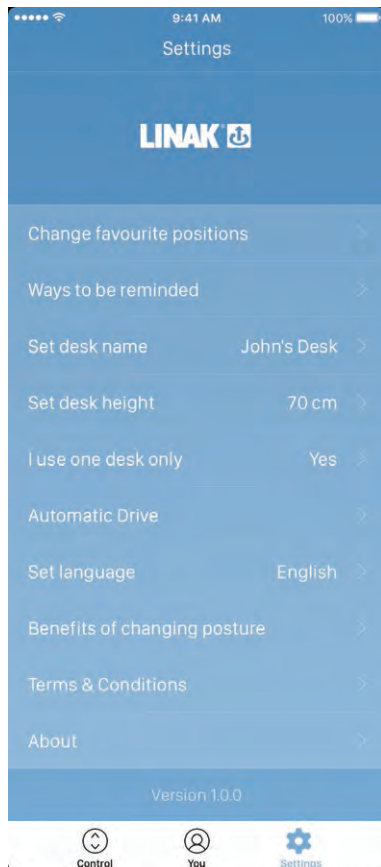 9:41 AM 100%
Settings
LINAK
Change favourite positions
Ways to be reminded
Set desk name John's Desk
Set desk height 70 cm
I use one desk only Yes
Automatic Drive
Set language English
Benefits of changing posture
Terms & Conditions
About
Version 1.0.0
Control You Settings